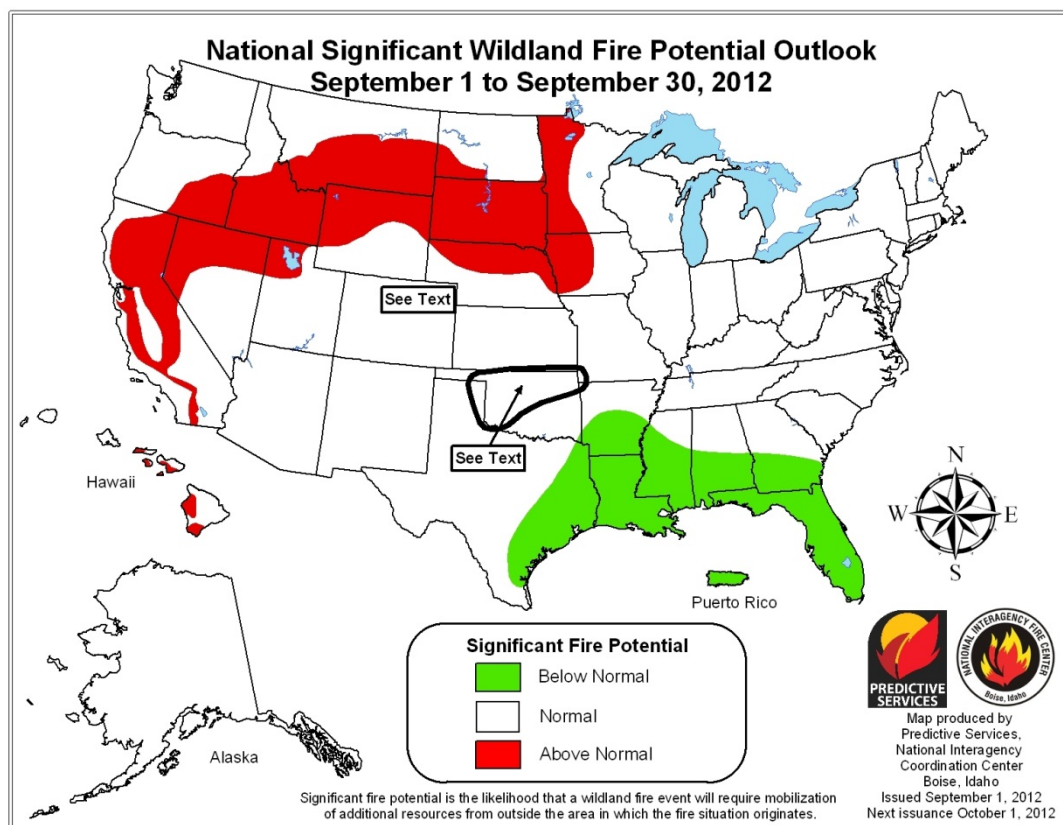 National Significant Wildland Fire Potential Outlook
September 1 to September 30, 2012
See Text
See Text
Hawaii
N
W
E
S
Puerto Rico
Alaska
Significant Fire Potential
Below Normal
Normal
Above Normal
PREDICTIVE
SERVICES
NATIONAL INTERAGENCY FIRE CENTER
Boise, Idaho
Map produced by
Predictive Services,
National Interagency
Coordination Center
Boise, Idaho
Issued September 1, 2012
Next issuance October 1, 2012
Significant fire potential is the likelihood that a wildland fire event will require mobilization
of additional resources from outside the area in which the fire situation originates.